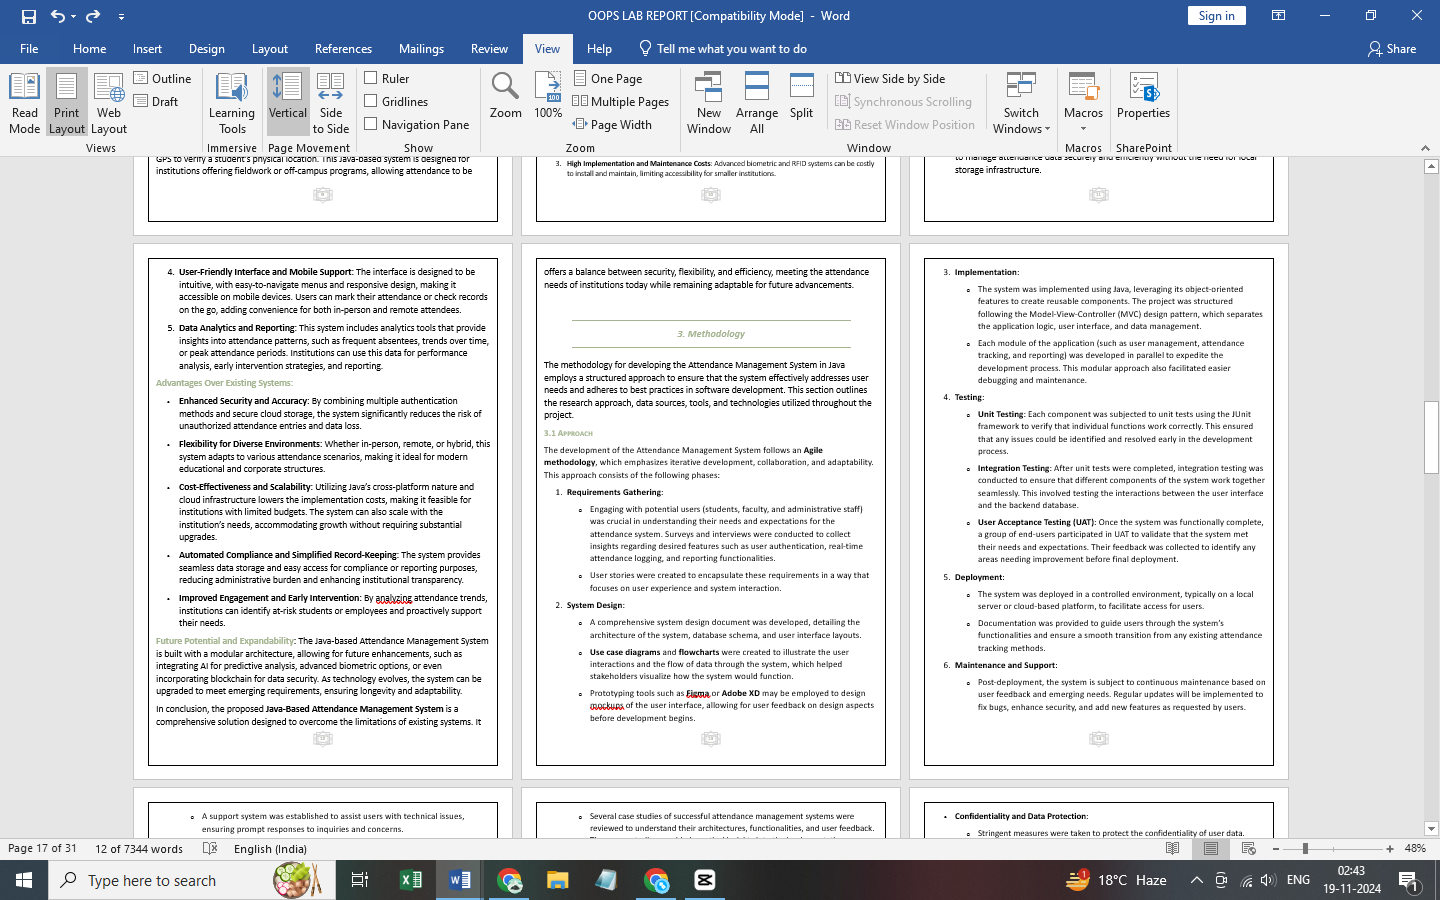 OOPS LAB REPORT [Compatibility Mode] - Word
Sign in
File Home Insert Design Layout References Mailings Review View Help Tell me what you want to do Share
Read Mode
Print Layout
Web Layout
Outline
Draft
Views
Learning Tools
Immersive
Vertical
Side to Side
Page Movement
Ruler
Gridlines
Navigation Pane
Show
Zoom
100
100%
One Page
Multiple Pages
Page Width
Zoom
New Window
Arrange All
Split
View Side by Side
Synchronous Scrolling
Reset Window Position
Window
Switch Windows
Macros
Macros
S
Properties
SharePoint
GPS to verify a student's physical location. This Java-based system is designed for
institutions offering fieldwork or off-campus programs, allowing attendance to be
3. High Implementation and Maintenance Costs: Advanced biometric and RFID systems can be costly
to install and maintain, limiting accessibility for smaller institutions.
to manage attendance data securely and efficiently without the need for local
storage infrastructure.
4. User-Friendly Interface and Mobile Support: The interface is designed to be
intuitive, with easy-to-navigate menus and responsive design, making it
accessible on mobile devices. Users can mark their attendance or check records
on the go, adding convenience for both in-person and remote attendees.
5. Data Analytics and Reporting: This system includes analytics tools that provide
insights into attendance patterns, such as frequent absentees, trends over time,
or peak attendance periods. Institutions can use this data for performance
analysis, early intervention strategies, and reporting.
Advantages Over Existing Systems:
• Enhanced Security and Accuracy: By combining multiple authentication
methods and secure cloud storage, the system significantly reduces the risk of
unauthorized attendance entries and data loss.
• Flexibility for Diverse Environments: Whether in-person, remote, or hybrid, this
system adapts to various attendance scenarios, making it ideal for modern
educational and corporate structures.
• Cost-Effectiveness and Scalability: Utilizing Java's cross-platform nature and
cloud infrastructure lowers the implementation costs, making it feasible for
institutions with limited budgets. The system can also scale with the
institution's needs, accommodating growth without requiring substantial
upgrades.
• Automated Compliance and Simplified Record-Keeping: The system provides
seamless data storage and easy access for compliance or reporting purposes,
reducing administrative burden and enhancing institutional transparency.
• Improved Engagement and Early Intervention: By analyzing attendance trends,
institutions can identify at-risk students or employees and proactively support
their needs.
Future Potential and Expandability: The Java-based Attendance Management System
is built with a modular architecture, allowing for future enhancements, such as
integrating AI for predictive analysis, advanced biometric options, or even
incorporating blockchain for data security. As technology evolves, the system can be
upgraded to meet emerging requirements, ensuring longevity and adaptability.
In conclusion, the proposed Java-Based Attendance Management System is a
comprehensive solution designed to overcome the limitations of existing systems. It
offers a balance between security, flexibility, and efficiency, meeting the attendance
needs of institutions today while remaining adaptable for future advancements.
3. Methodology
The methodology for developing the Attendance Management System in Java
employs a structured approach to ensure that the system effectively addresses user
needs and adheres to best practices in software development. This section outlines
the research approach, data sources, tools, and technologies utilized throughout the
project.
3.1 APPROACH
The development of the Attendance Management System follows an Agile
methodology, which emphasizes iterative development, collaboration, and adaptability.
This approach consists of the following phases:
1. Requirements Gathering:
o Engaging with potential users (students, faculty, and administrative staff)
was crucial in understanding their needs and expectations for the
attendance system. Surveys and interviews were conducted to collect
insights regarding desired features such as user authentication, real-time
attendance logging, and reporting functionalities.
o User stories were created to encapsulate these requirements in a way that
focuses on user experience and system interaction.
2. System Design:
o A comprehensive system design document was developed, detailing the
architecture of the system, database schema, and user interface layouts.
o Use case diagrams and flowcharts were created to illustrate the user
interactions and the flow of data through the system, which helped
stakeholders visualize how the system would function.
o Prototyping tools such as Figma or Adobe XD may be employed to design
mockups of the user interface, allowing for user feedback on design aspects
before development begins.
3. Implementation:
o The system was implemented using Java, leveraging its object-oriented
features to create reusable components. The project was structured
following the Model-View-Controller (MVC) design pattern, which separates
the application logic, user interface, and data management.
o Each module of the application (such as user management, attendance
tracking, and reporting) was developed in parallel to expedite the
development process. This modular approach also facilitated easier
debugging and maintenance.
4. Testing:
o Unit Testing: Each component was subjected to unit tests using the JUnit
framework to verify that individual functions work correctly. This ensured
that any issues could be identified and resolved early in the development
process.
o Integration Testing: After unit tests were completed, integration testing was
conducted to ensure that different components of the system work together
seamlessly. This involved testing the interactions between the user interface
and the backend database.
o User Acceptance Testing (UAT): Once the system was functionally complete,
a group of end-users participated in UAT to validate that the system met
their needs and expectations. Their feedback was collected to identify any
areas needing improvement before final deployment.
5. Deployment:
o The system was deployed in a controlled environment, typically on a local
server or cloud-based platform, to facilitate access for users.
o Documentation was provided to guide users through the system's
functionalities and ensure a smooth transition from any existing attendance
tracking methods.
6. Maintenance and Support:
o Post-deployment, the system is subject to continuous maintenance based on
user feedback and emerging needs. Regular updates will be implemented to
fix bugs, enhance security, and add new features as requested by users.
o A support system was established to assist users with technical issues,
ensuring prompt responses to inquiries and concerns.
o Several case studies of successful attendance management systems were
reviewed to understand their architectures, functionalities, and user feedback.
• Confidentiality and Data Protection:
o Stringent measures were taken to protect the confidentiality of user data.
Page 17 of 31 12 of 7344 words English (India) 48%
Type here to search
1
18°C Haze
ENG
02:43
19-11-2024
1